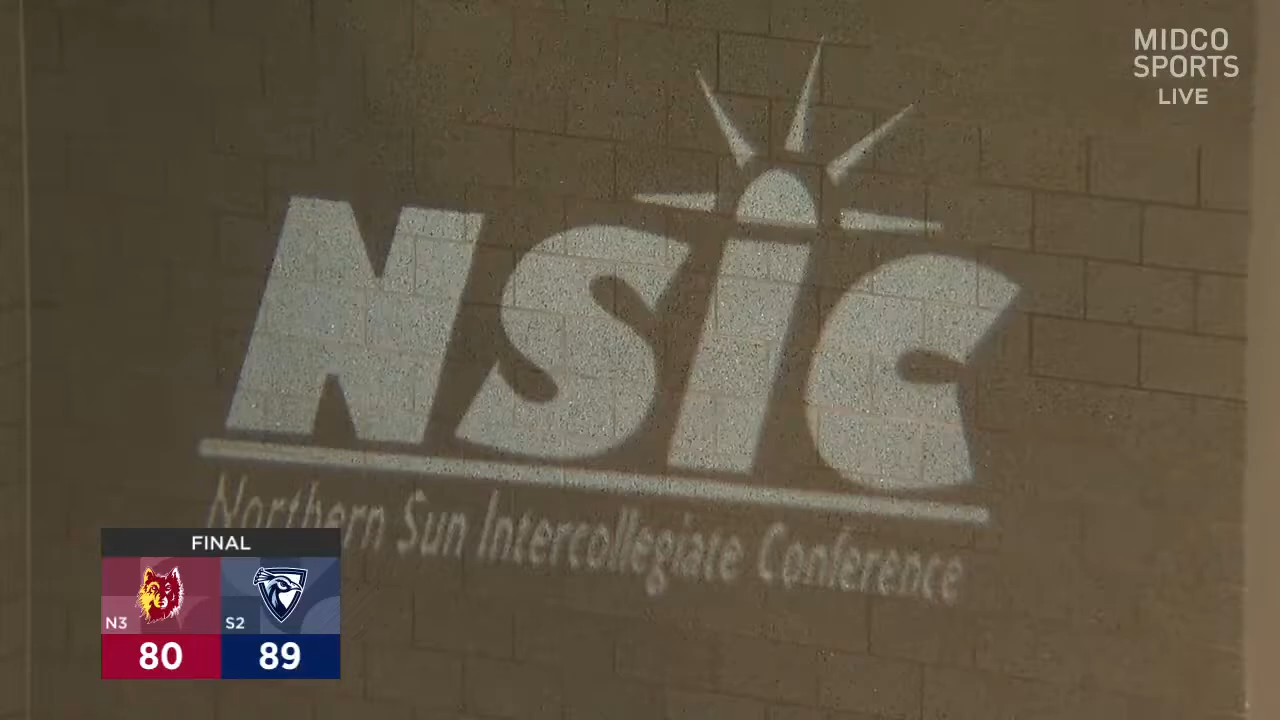 MIDCO
SPORTS
LIVE
NSiC
Northern Sun Intercollegiate Conference
FINAL
N3
S2
80
89